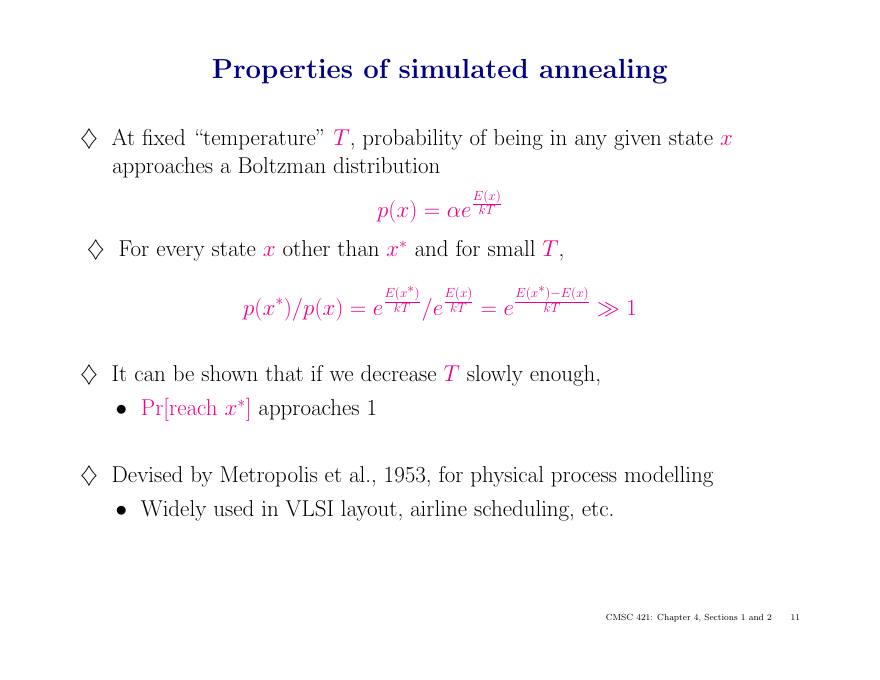 Properties of simulated annealing
♢ At fixed “temperature” T, probability of being in any given state x
approaches a Boltzman distribution
p(x) = αe^{E(x)/kT}
♢ For every state x other than x* and for small T,
p(x*)/p(x) = e^{E(x*)/kT}/e^{E(x)/kT} = e^{(E(x*)−E(x))/kT} ≫ 1
♢ It can be shown that if we decrease T slowly enough,
• Pr[reach x*] approaches 1
♢ Devised by Metropolis et al., 1953, for physical process modelling
• Widely used in VLSI layout, airline scheduling, etc.
CMSC 421: Chapter 4, Sections 1 and 2 11